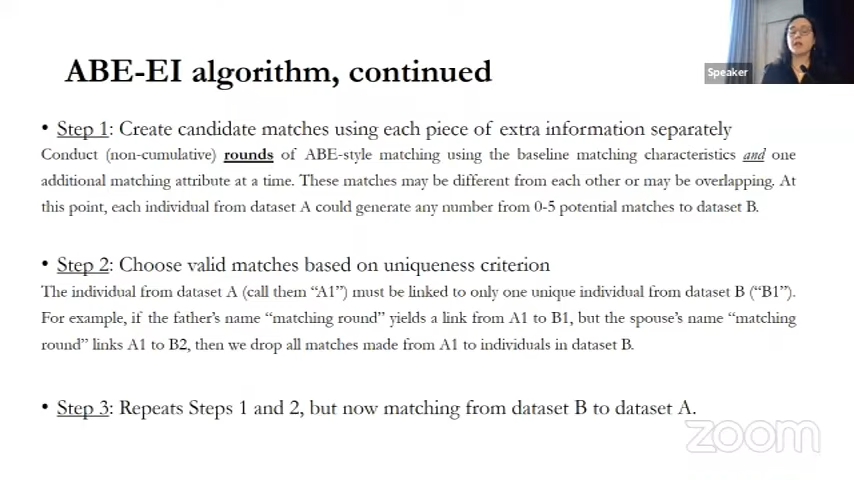 Speaker
ABE-EI algorithm, continued
• Step 1: Create candidate matches using each piece of extra information separately
Conduct (non-cumulative) rounds of ABE-style matching using the baseline matching characteristics and one
additional matching attribute at a time. These matches may be different from each other or may be overlapping. At
this point, each individual from dataset A could generate any number from 0-5 potential matches to dataset B.
• Step 2: Choose valid matches based on uniqueness criterion
The individual from dataset A (call them “A1”) must be linked to only one unique individual from dataset B (“B1”).
For example, if the father’s name “matching round” yields a link from A1 to B1, but the spouse’s name “matching
round” links A1 to B2, then we drop all matches made from A1 to individuals in dataset B.
• Step 3: Repeats Steps 1 and 2, but now matching from dataset B to dataset A.
zoom